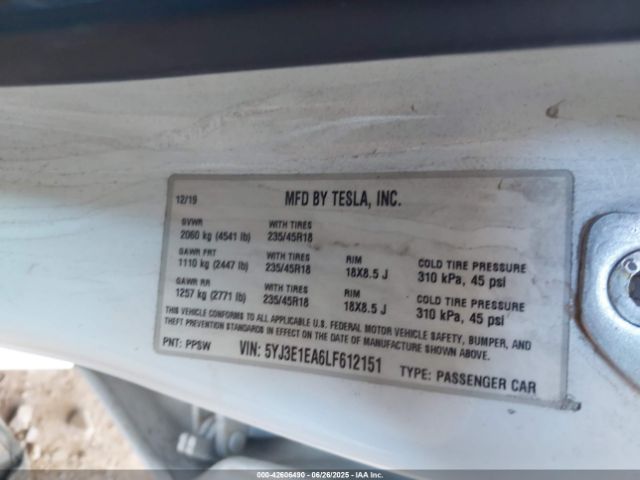 12/19 MFD BY TESLA, INC.
GVWR WITH TIRES
2060 kg (4541 lb) 235/45R18
GAWR FRT WITH TIRES RIM COLD TIRE PRESSURE
1110 kg (2447 lb) 235/45R18 18X8.5 J 310 kPa, 45 psi
GAWR RR WITH TIRES RIM COLD TIRE PRESSURE
1257 kg (2771 lb) 235/45R18 18X8.5 J 310 kPa, 45 psi
THIS VEHICLE CONFORMS TO ALL APPLICABLE U.S. FEDERAL MOTOR VEHICLE SAFETY, BUMPER, AND
THEFT PREVENTION STANDARDS IN EFFECT ON THE DATE OF MANUFACTURE SHOWN ABOVE.
PNT: PPSW VIN: 5YJ3E1EA6LF612151 TYPE: PASSENGER CAR
000-42606490 - 06/26/2025 - IAAI.COM